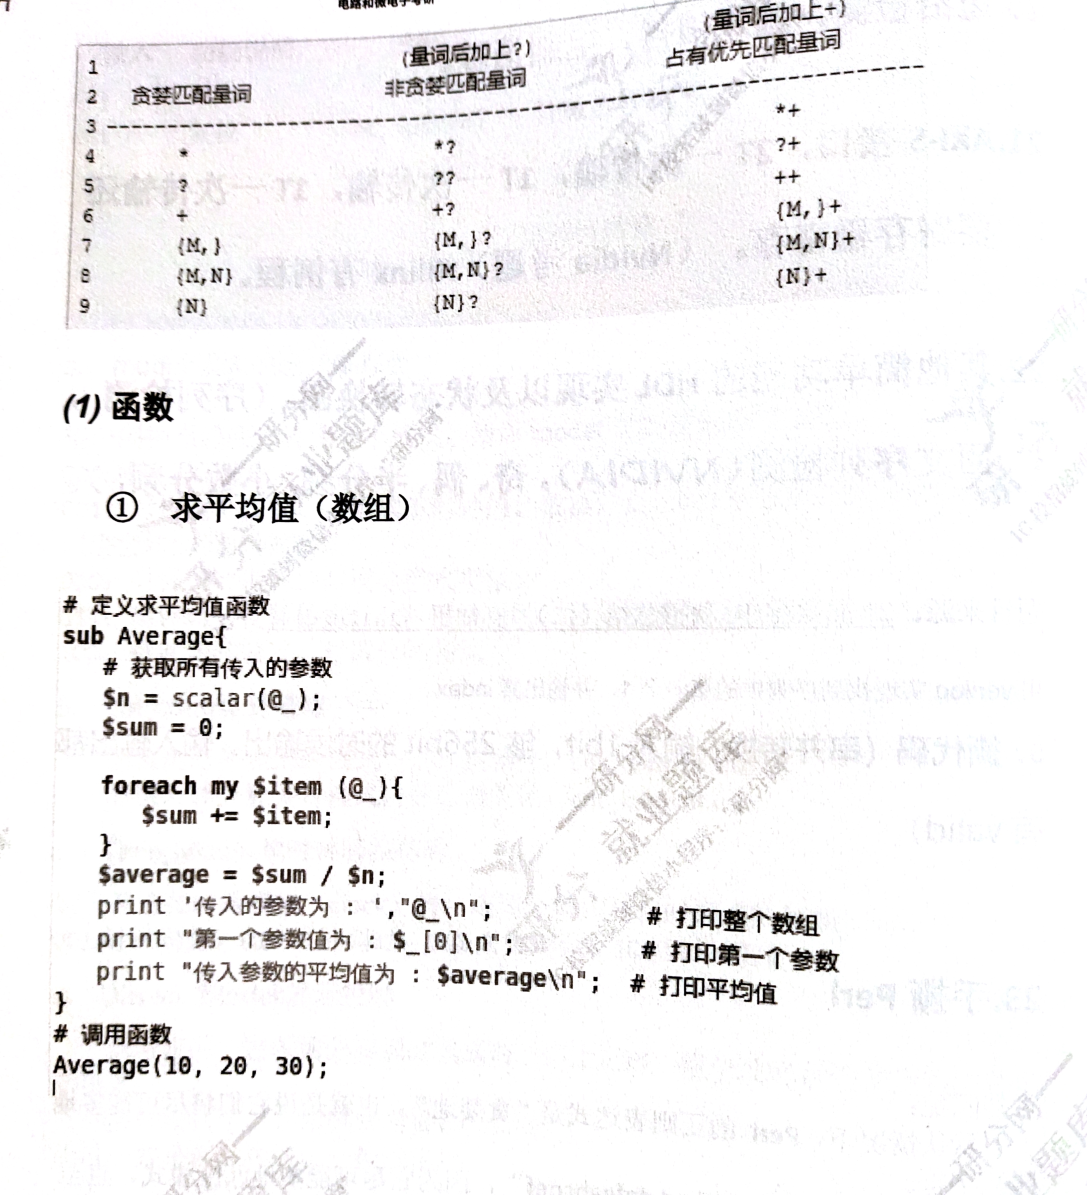 电路和微电子考研
1 (量词后加上?) (量词后加上+)
2 贪婪匹配量词 非贪婪匹配量词 占有优先匹配量词
3 ----------------------------------------------------------------
4 * *? *+
5 ? ?? ?+
6 + +? ++
7 {M,} {M,}? {M,}+
8 {M,N} {M,N}? {M,N}+
9 {N} {N}? {N}+
(1) 函数
① 求平均值（数组）
# 定义求平均值函数
sub Average{
# 获取所有传入的参数
$n = scalar(@_);
$sum = 0;
foreach my $item (@_){
$sum += $item;
}
$average = $sum / $n;
print '传入的参数为 : ',"@_\n"; # 打印整个数组
print "第一个参数值为 : $_[0]\n"; # 打印第一个参数
print "传入参数的平均值为 : $average\n"; # 打印平均值
}
# 调用函数
Average(10, 20, 30);